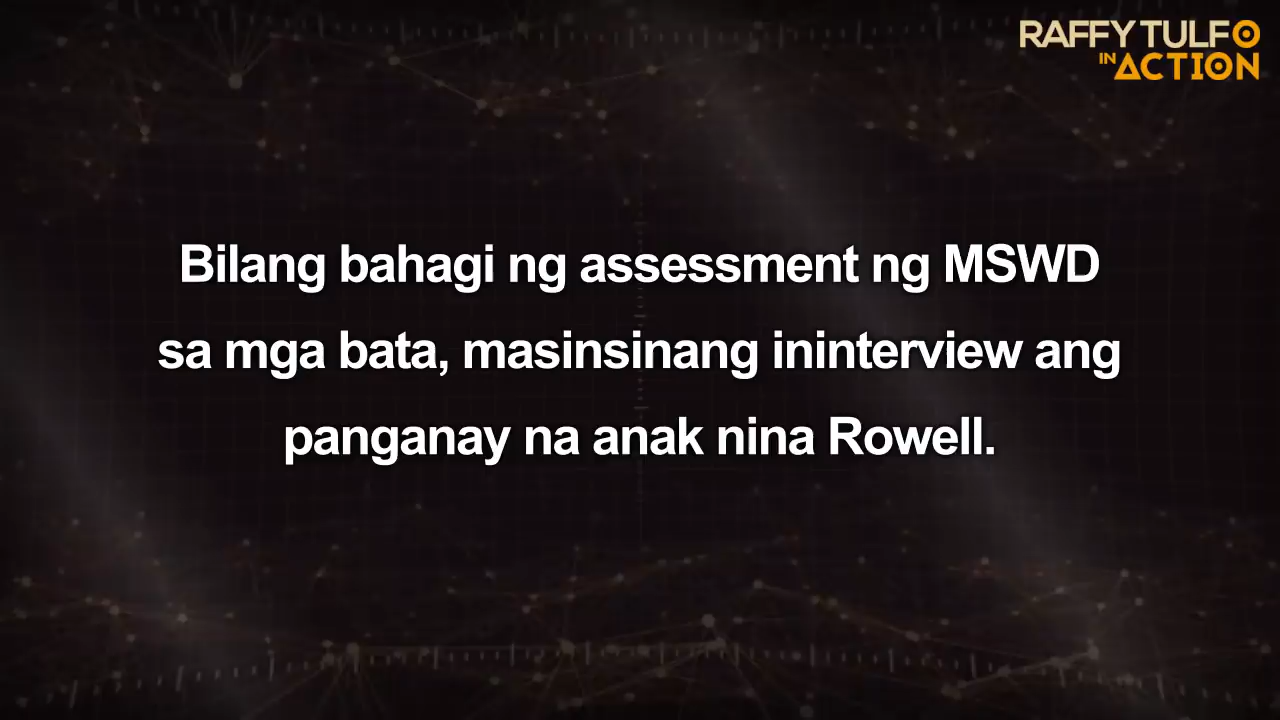 RAFFY TULFO
IN ACTION
Bilang bahagi ng assessment ng MSWD
sa mga bata, masinsinang ininterview ang
panganay na anak nina Rowell.